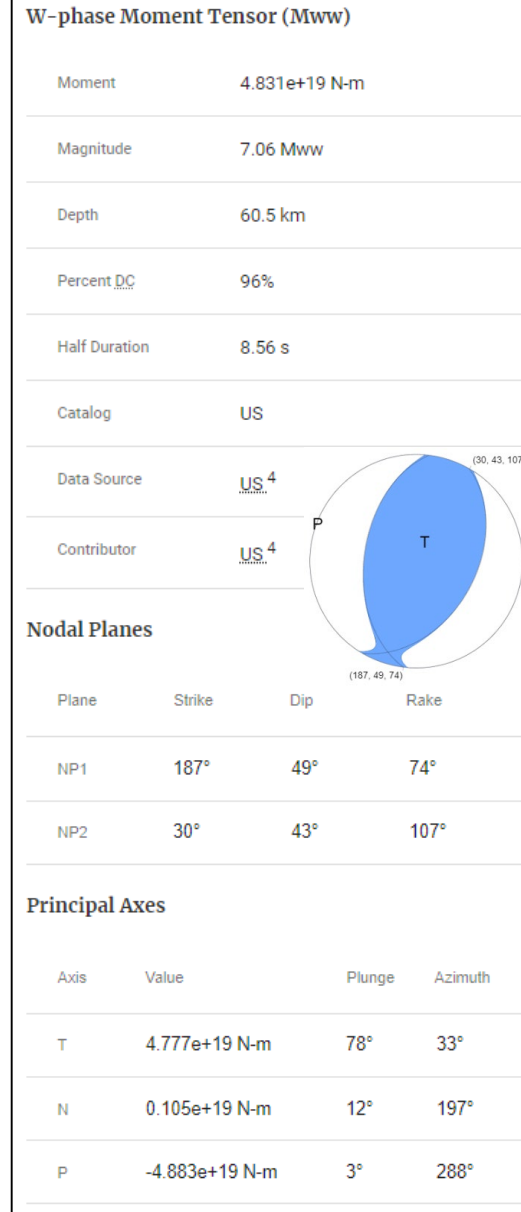 W-phase Moment Tensor (Mww)
Moment 4.831e+19 N-m
Magnitude 7.06 Mww
Depth 60.5 km
Percent DC 96%
Half Duration 8.56 s
Catalog US
(30, 43, 107
Data Source US 4
P
T
Contributor US 4
Nodal Planes
(187, 49, 74)
Plane Strike Dip Rake
NP1 187° 49° 74°
NP2 30° 43° 107°
Principal Axes
Axis Value Plunge Azimuth
T 4.777e+19 N-m 78° 33°
N 0.105e+19 N-m 12° 197°
P -4.883e+19 N-m 3° 288°